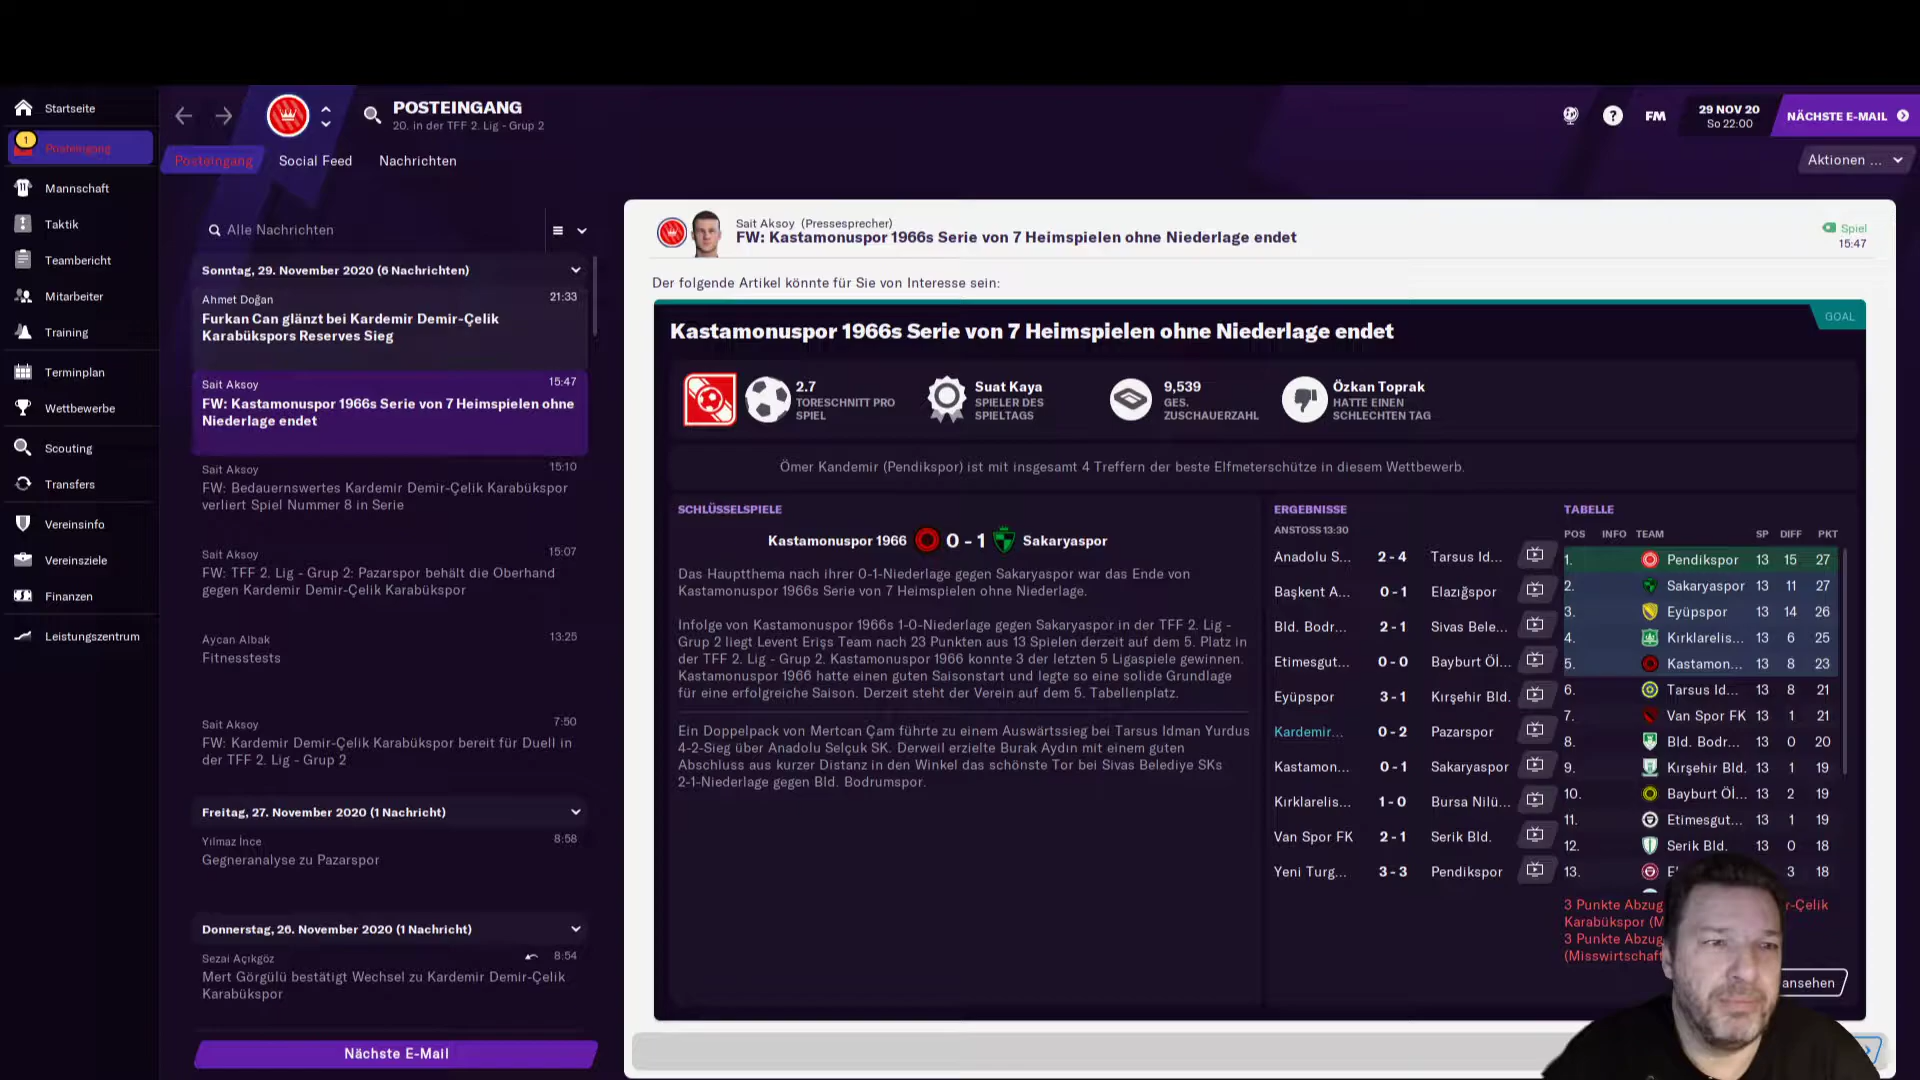 Startseite
1
Posteingang
Mannschaft
Taktik
Teambericht
Mitarbeiter
Training
Terminplan
Wettbewerbe
Scouting
Transfers
Vereinsinfo
Vereinsziele
Finanzen
Leistungszentrum
POSTEINGANG
20. in der TFF 2. Lig - Grup 2
FM
29 NOV 20
So 22:00
NÄCHSTE E-MAIL
Posteingang
Social Feed
Nachrichten
Aktionen ...
Alle Nachrichten
Sonntag, 29. November 2020 (6 Nachrichten)
Ahmet Doğan
21:33
Furkan Can glänzt bei Kardemir Demir-Çelik
Karabükspors Reserves Sieg
Sait Aksoy
15:47
FW: Kastamonuspor 1966s Serie von 7 Heimspielen ohne
Niederlage endet
Sait Aksoy
15:10
FW: Bedauernswertes Kardemir Demir-Çelik Karabükspor
verliert Spiel Nummer 8 in Serie
Sait Aksoy
15:07
FW: TFF 2. Lig - Grup 2: Pazarspor behält die Oberhand
gegen Kardemir Demir-Çelik Karabükspor
Aycan Albak
13:25
Fitnesstests
Sait Aksoy
7:50
FW: Kardemir Demir-Çelik Karabükspor bereit für Duell in
der TFF 2. Lig - Grup 2
Freitag, 27. November 2020 (1 Nachricht)
Yılmaz İnce
8:58
Gegneranalyse zu Pazarspor
Donnerstag, 26. November 2020 (1 Nachricht)
Sezai Açıkgöz
8:54
Mert Görgülü bestätigt Wechsel zu Kardemir Demir-Çelik
Karabükspor
Nächste E-Mail
Sait Aksoy (Pressesprecher)
FW: Kastamonuspor 1966s Serie von 7 Heimspielen ohne Niederlage endet
Spiel
15:47
Der folgende Artikel könnte für Sie von Interesse sein:
GOAL
Kastamonuspor 1966s Serie von 7 Heimspielen ohne Niederlage endet
2.7
TORESCHNITT PRO
SPIEL
Suat Kaya
SPIELER DES
SPIELTAGS
9,539
GES.
ZUSCHAUERZAHL
Özkan Toprak
HATTE EINEN
SCHLECHTEN TAG
Ömer Kandemir (Pendikspor) ist mit insgesamt 4 Treffern der beste Elfmeterschütze in diesem Wettbewerb.
SCHLÜSSELSPIELE
Kastamonuspor 1966 0 - 1 Sakaryaspor
Das Hauptthema nach ihrer 0-1-Niederlage gegen Sakaryaspor war das Ende von
Kastamonuspor 1966s Serie von 7 Heimspielen ohne Niederlage.
Infolge von Kastamonuspor 1966s 1-0-Niederlage gegen Sakaryaspor in der TFF 2. Lig -
Grup 2 liegt Levent Erişs Team nach 23 Punkten aus 13 Spielen derzeit auf dem 5. Platz in
der TFF 2. Lig - Grup 2. Kastamonuspor 1966 konnte 3 der letzten 5 Ligaspiele gewinnen.
Kastamonuspor 1966 hatte einen guten Saisonstart und legte so eine solide Grundlage
für eine erfolgreiche Saison. Derzeit steht der Verein auf dem 5. Tabellenplatz.
Ein Doppelpack von Mertcan Çam führte zu einem Auswärtssieg bei Tarsus Idman Yurdus
4-2-Sieg über Anadolu Selçuk SK. Derweil erzielte Burak Aydın mit einem guten
Abschluss aus kurzer Distanz in den Winkel das schönste Tor bei Sivas Belediye SKs
2-1-Niederlage gegen Bld. Bodrumspor.
ERGEBNISSE
ANSTOSS 13:30
Anadolu S... 2 - 4 Tarsus Id...
Başkent A... 0 - 1 Elazığspor
Bld. Bodr... 2 - 1 Sivas Bele...
Etimesgut... 0 - 0 Bayburt Öl...
Eyüpspor 3 - 1 Kırşehir Bld.
Kardemir... 0 - 2 Pazarspor
Kastamon... 0 - 1 Sakaryaspor
Kırklarelis... 1 - 0 Bursa Nilü...
Van Spor FK 2 - 1 Serik Bld.
Yeni Turg... 3 - 3 Pendikspor
TABELLE
POS INFO TEAM SP DIFF PKT
1. Pendikspor 13 15 27
2. Sakaryaspor 13 11 27
3. Eyüpspor 13 14 26
4. Kırklarelis... 13 6 25
5. Kastamon... 13 8 23
6. Tarsus Id... 13 8 21
7. Van Spor FK 13 1 21
8. Bld. Bodr... 13 0 20
9. Kırşehir Bld. 13 1 19
10. Bayburt Öl... 13 2 19
11. Etimesgut... 13 1 19
12. Serik Bld. 13 0 18
13. 3 18
3 Punkte Abzug r-Çelik
Karabükspor (M
3 Punkte Abzug
(Misswirtschaft
ansehen